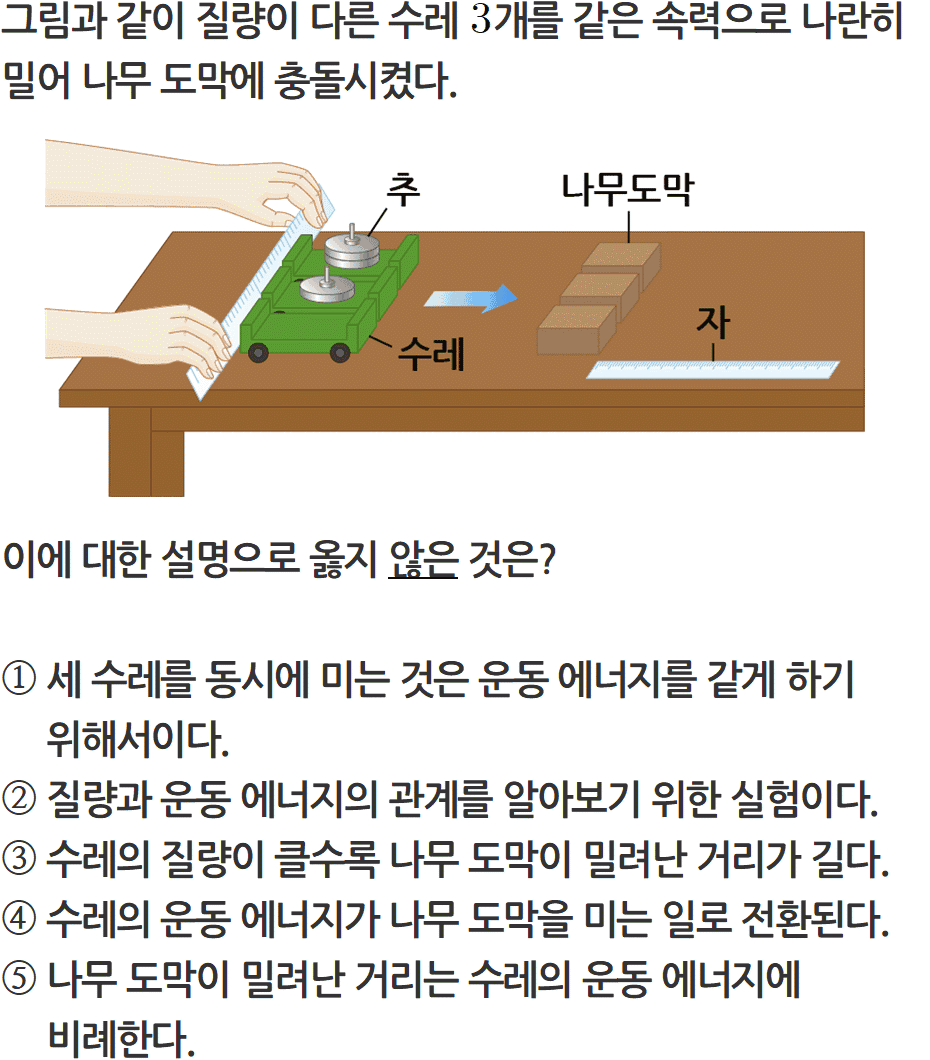 그림과 같이 질량이 다른 수레 3개를 같은 속력으로 나란히
밀어 나무 도막에 충돌시켰다.
추
나무도막
자
수레
이에 대한 설명으로 옳지 않은 것은?
① 세 수레를 동시에 미는 것은 운동 에너지를 같게 하기
위해서이다.
② 질량과 운동 에너지의 관계를 알아보기 위한 실험이다.
③ 수레의 질량이 클수록 나무 도막이 밀려난 거리가 길다.
④ 수레의 운동 에너지가 나무 도막을 미는 일로 전환된다.
⑤ 나무 도막이 밀려난 거리는 수레의 운동 에너지에
비례한다.